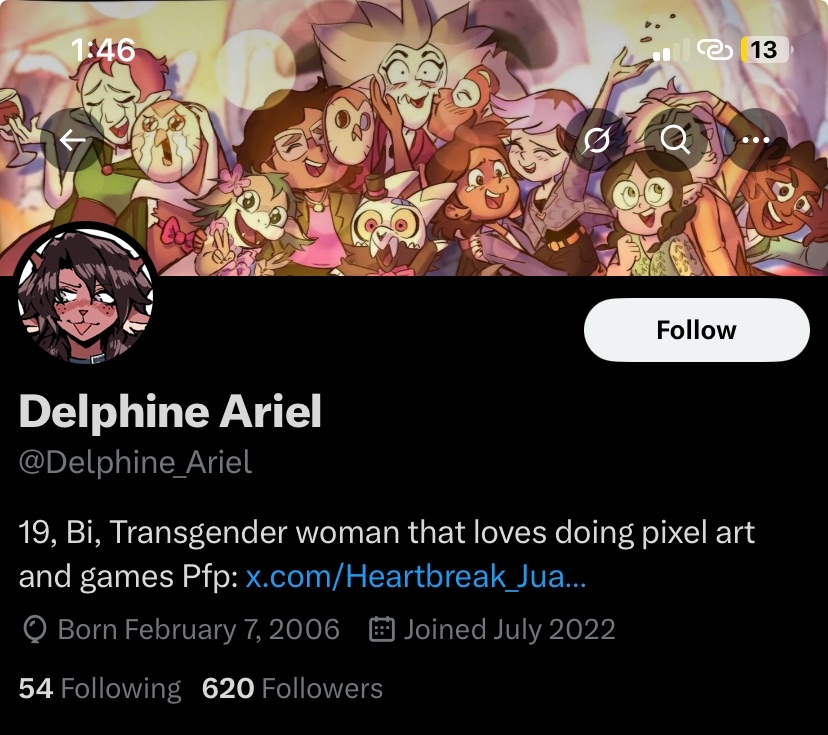 1:46
13
Follow
Delphine Ariel
@Delphine_Ariel
19, Bi, Transgender woman that loves doing pixel art
and games Pfp: x.com/Heartbreak_Jua...
Born February 7, 2006 Joined July 2022
54 Following 620 Followers